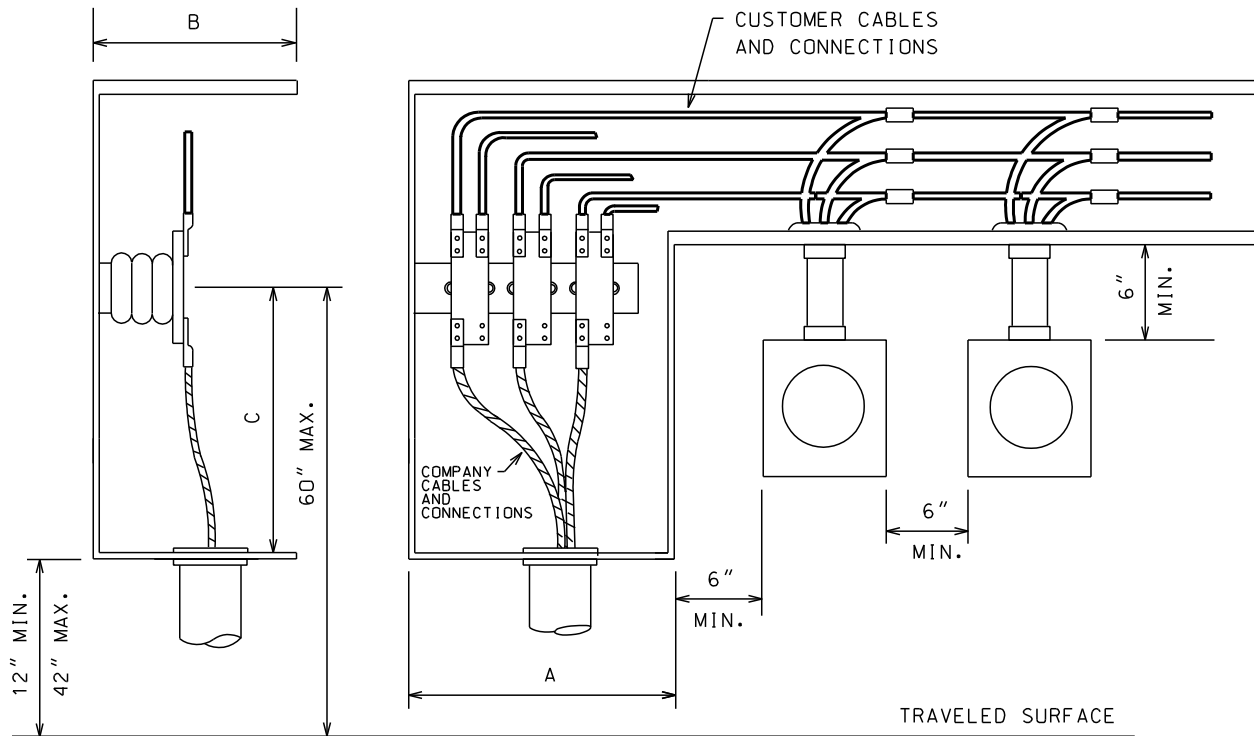 B
CUSTOMER CABLES
AND CONNECTIONS
C
60" MAX.
12" MIN.
42" MAX.
COMPANY
CABLES
AND
CONNECTIONS
6"
MIN.
6"
MIN.
6"
MIN.
A
TRAVELED SURFACE